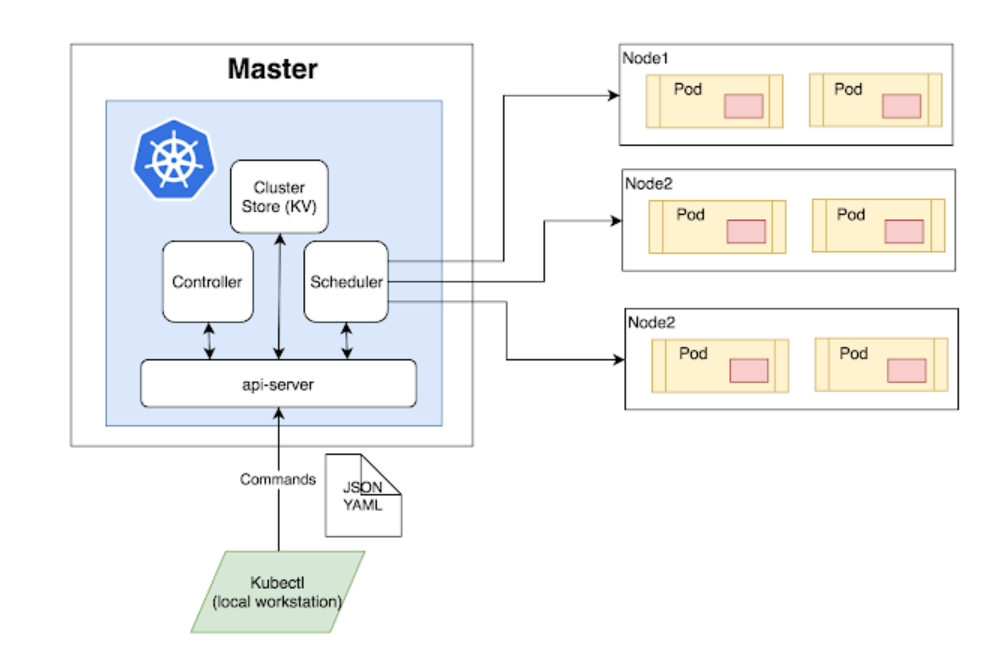 Master
Cluster
Store (KV)
Controller
Scheduler
api-server
Commands
JSON
YAML
Kubectl
(local workstation)
Node1
Pod
Pod
Node2
Pod
Pod
Node2
Pod
Pod